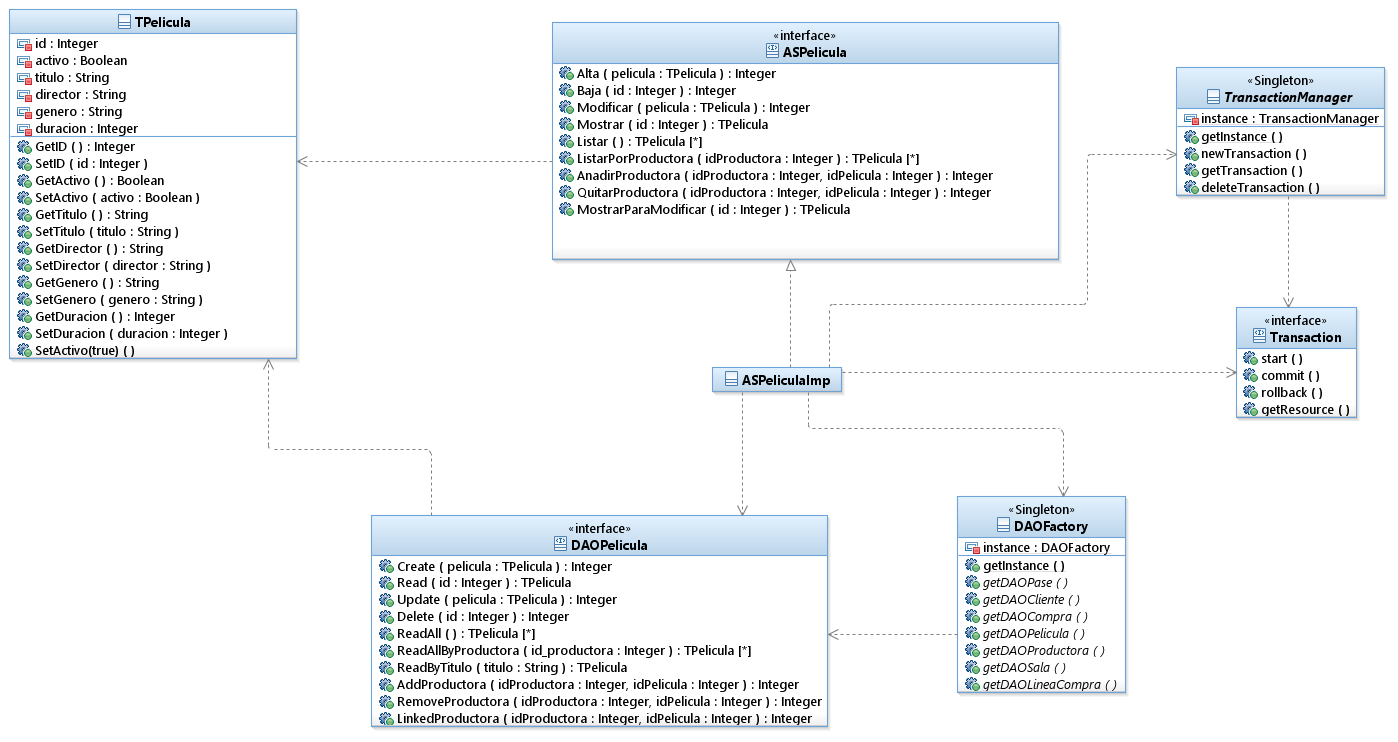 TPelicula
id : Integer
activo : Boolean
titulo : String
director : String
genero : String
duracion : Integer
GetID ( ) : Integer
SetID ( id : Integer )
GetActivo ( ) : Boolean
SetActivo ( activo : Boolean )
GetTitulo ( ) : String
SetTitulo ( titulo : String )
GetDirector ( ) : String
SetDirector ( director : String )
GetGenero ( ) : String
SetGenero ( genero : String )
GetDuracion ( ) : Integer
SetDuracion ( duracion : Integer )
SetActivo(true) ( )
«interface»
ASPelicula
Alta ( pelicula : TPelicula ) : Integer
Baja ( id : Integer ) : Integer
Modificar ( pelicula : TPelicula ) : Integer
Mostrar ( id : Integer ) : TPelicula
Listar ( ) : TPelicula [*]
ListarPorProductora ( idProductora : Integer ) : TPelicula [*]
AnadirProductora ( idProductora : Integer, idPelicula : Integer ) : Integer
QuitarProductora ( idProductora : Integer, idPelicula : Integer ) : Integer
MostrarParaModificar ( id : Integer ) : TPelicula
«Singleton»
TransactionManager
instance : TransactionManager
getInstance ( )
newTransaction ( )
getTransaction ( )
deleteTransaction ( )
«interface»
Transaction
start ( )
commit ( )
rollback ( )
getResource ( )
ASPeliculaImp
«interface»
DAOPelicula
Create ( pelicula : TPelicula ) : Integer
Read ( id : Integer ) : TPelicula
Update ( pelicula : TPelicula ) : Integer
Delete ( id : Integer ) : Integer
ReadAll ( ) : TPelicula [*]
ReadAllByProductora ( id_productora : Integer ) : TPelicula [*]
ReadByTitulo ( titulo : String ) : TPelicula
AddProductora ( idProductora : Integer, idPelicula : Integer ) : Integer
RemoveProductora ( idProductora : Integer, idPelicula : Integer ) : Integer
LinkedProductora ( idProductora : Integer, idPelicula : Integer ) : Integer
«Singleton»
DAOFactory
instance : DAOFactory
getInstance ( )
getDAOPase ( )
getDAOCliente ( )
getDAOCompra ( )
getDAOPelicula ( )
getDAOProductora ( )
getDAOSala ( )
getDAOLineaCompra ( )